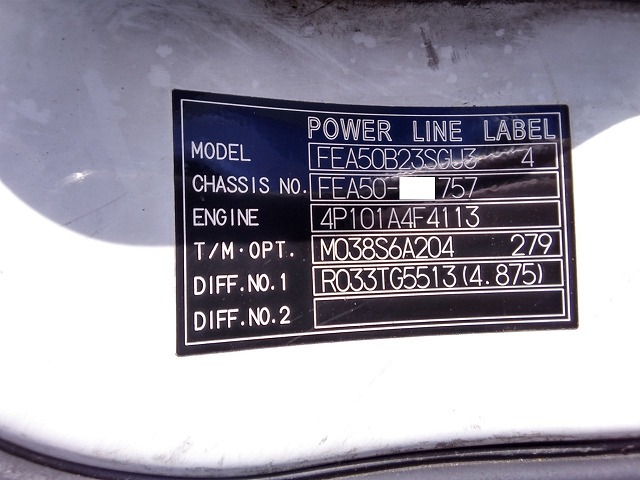 POWER LINE LABEL
MODEL FEA50B23SGU3 4
CHASSIS NO. FEA50- 757
ENGINE 4P101A4F4113
T/M·OPT. M038S6A204 279
DIFF.NO.1 R033TG5513(4.875)
DIFF.NO.2